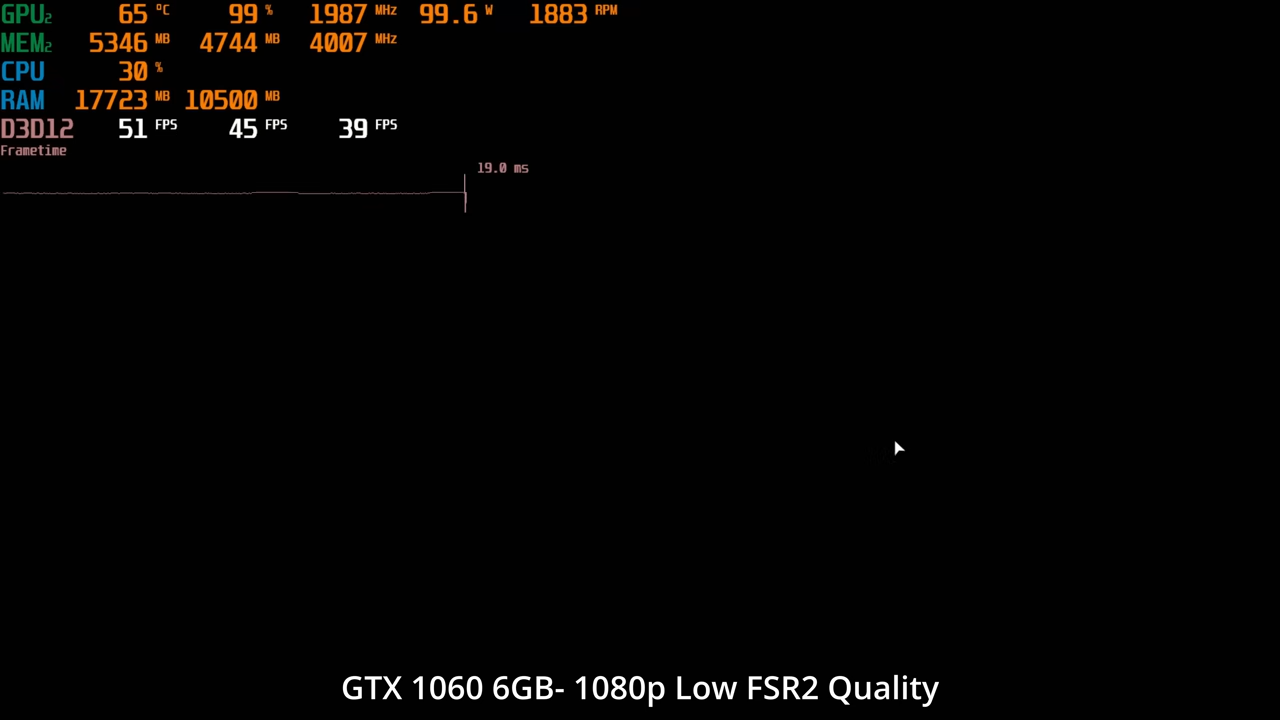 GPU2 65 °C 99 % 1987 MHz 99.6 W 1883 RPM
MEM2 5346 MB 4744 MB 4007 MHz
CPU 30 %
RAM 17723 MB 10500 MB
D3D12 51 FPS 45 FPS 39 FPS
Frametime
19.0 ms
GTX 1060 6GB- 1080p Low FSR2 Quality